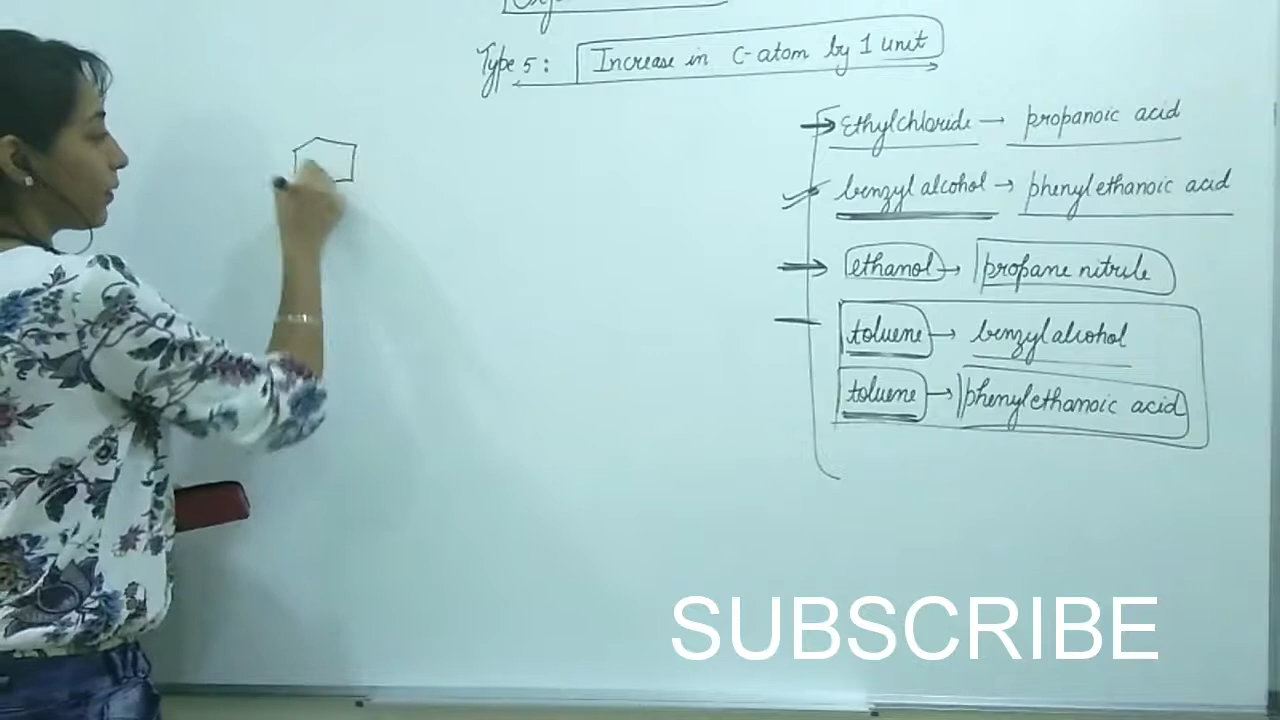 Type 5: Increase in C-atom by 1 unit
Ethylchloride → propanoic acid
benzyl alcohol → phenylethanoic acid
ethanol → propane nitrile
toluene → benzylalcohol
toluene → phenylethanoic acid
SUBSCRIBE